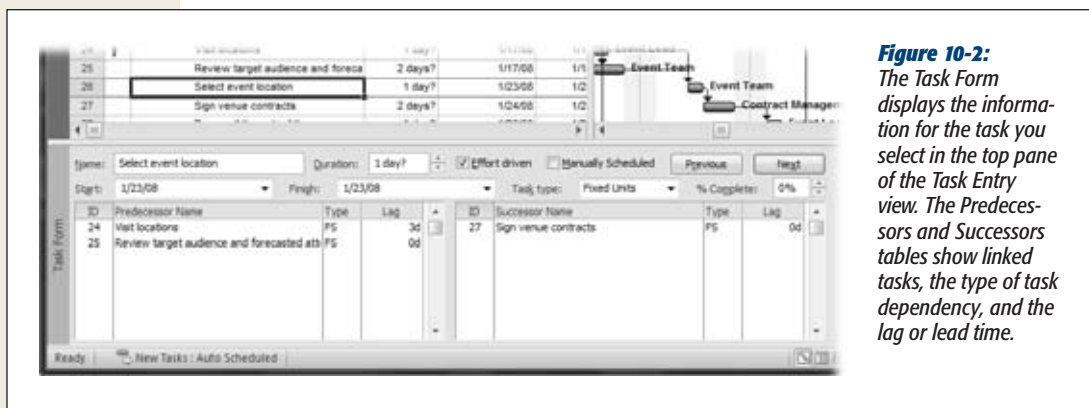 25 Review target audience and foreca 2 days? 1/17/08 1/1 Event Team
26 Select event location 1 day? 1/23/08 1/2 Event Team
27 Sign venue contracts 2 days? 1/24/08 1/2 Contract Managem
Name: Select event location Duration: 1 day? Effort driven Manually Scheduled Previous Next
Start: 1/23/08 Finish: 1/23/08 Task type: Fixed Units % Complete: 0%
Task Form
ID Predecessor Name Type Lag ID Successor Name Type Lag
24 Visit locations FS 3d 27 Sign venue contracts FS 0d
25 Review target audience and forecasted att FS 0d
Ready New Tasks : Auto Scheduled
Figure 10-2:
The Task Form
displays the informa-
tion for the task you
select in the top pane
of the Task Entry
view. The Predeces-
sors and Successors
tables show linked
tasks, the type of task
dependency, and the
lag or lead time.